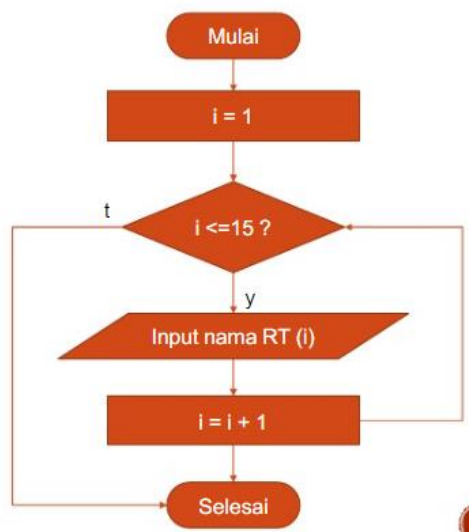 Mulai
i = 1
t
i <=15 ?
y
Input nama RT (i)
i = i + 1
Selesai